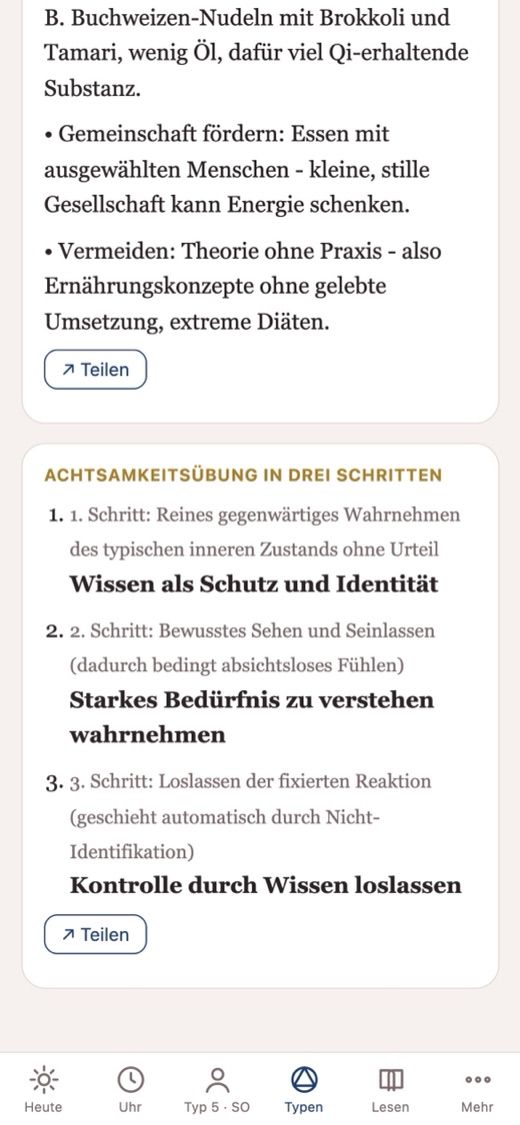 B. Buchweizen-Nudeln mit Brokkoli und
Tamari, wenig Öl, dafür viel Qi-erhaltende
Substanz.
• Gemeinschaft fördern: Essen mit
ausgewählten Menschen - kleine, stille
Gesellschaft kann Energie schenken.
• Vermeiden: Theorie ohne Praxis - also
Ernährungskonzepte ohne gelebte
Umsetzung, extreme Diäten.
↗ Teilen
ACHTSAMKEITSÜBUNG IN DREI SCHRITTEN
1. 1. Schritt: Reines gegenwärtiges Wahrnehmen
des typischen inneren Zustands ohne Urteil
Wissen als Schutz und Identität
2. 2. Schritt: Bewusstes Sehen und Seinlassen
(dadurch bedingt absichtsloses Fühlen)
Starkes Bedürfnis zu verstehen
wahrnehmen
3. 3. Schritt: Loslassen der fixierten Reaktion
(geschieht automatisch durch Nicht-
Identifikation)
Kontrolle durch Wissen loslassen
↗ Teilen
Heute Uhr Typ 5 · SO Typen Lesen Mehr